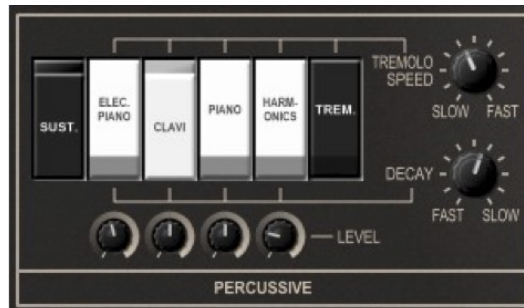 SUST.
ELEC.
PIANO
CLAVI
PIANO
HARM-
ONICS
TREM.
TREMOLO
SPEED
SLOW FAST
DECAY
FAST SLOW
LEVEL
PERCUSSIVE